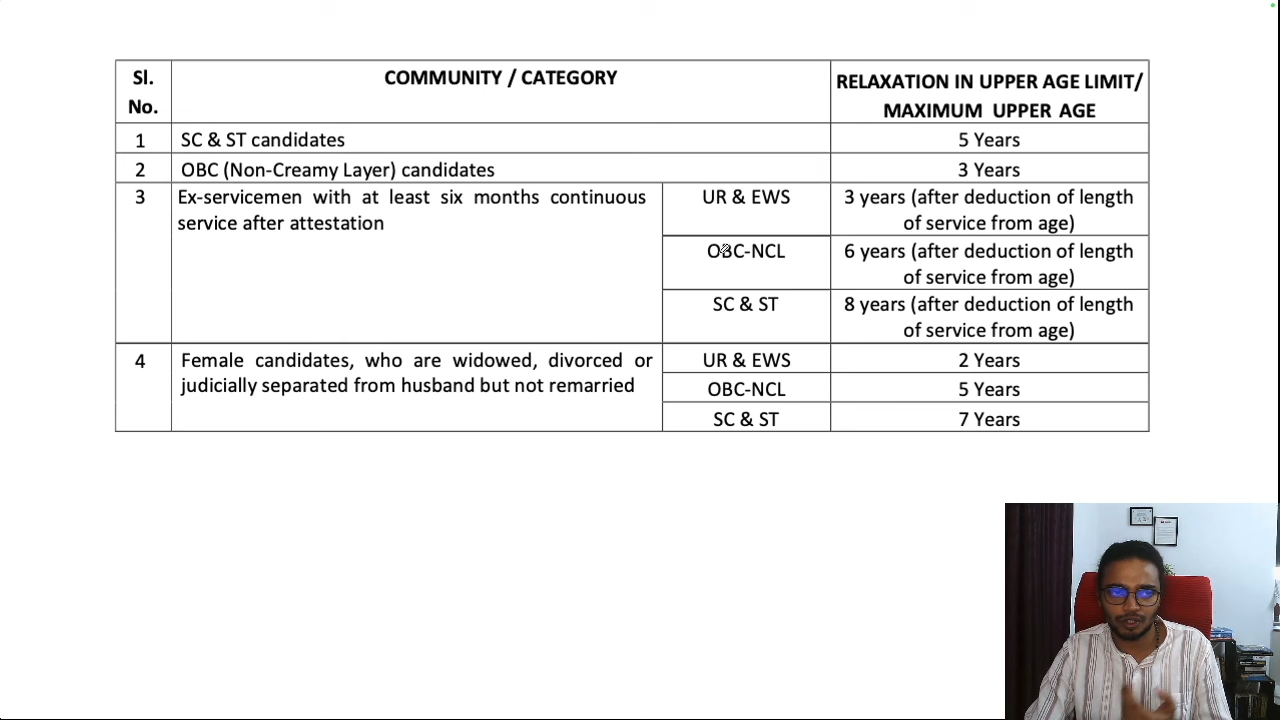 Sl. No. COMMUNITY / CATEGORY RELAXATION IN UPPER AGE LIMIT/ MAXIMUM UPPER AGE
1 SC & ST candidates 5 Years
2 OBC (Non-Creamy Layer) candidates 3 Years
3 Ex-servicemen with at least six months continuous service after attestation UR & EWS 3 years (after deduction of length of service from age)
OBC-NCL 6 years (after deduction of length of service from age)
SC & ST 8 years (after deduction of length of service from age)
4 Female candidates, who are widowed, divorced or judicially separated from husband but not remarried UR & EWS 2 Years
OBC-NCL 5 Years
SC & ST 7 Years